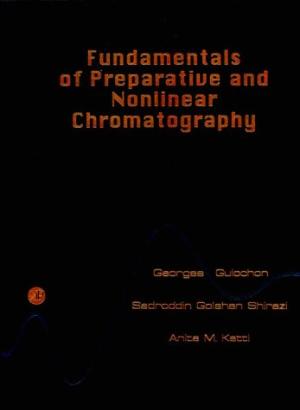 Fundamentals
of Preparative and
Nonlinear
Chromatography
Georges Guiochon
Sadroddin Golshan Shirazi
Anita M. Katti